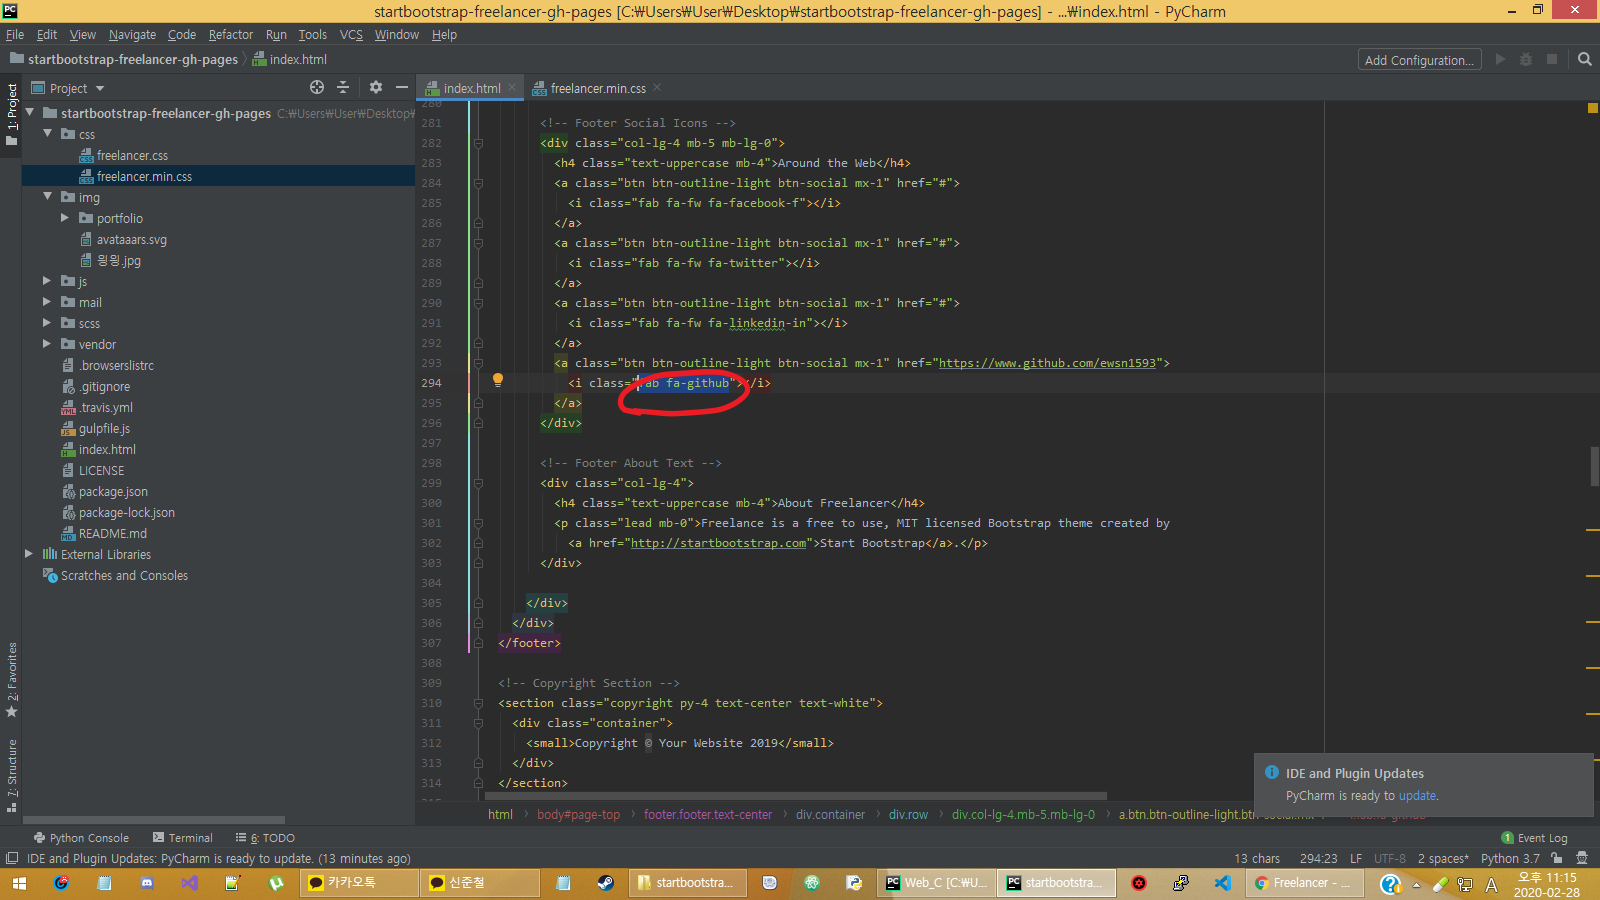 startbootstrap-freelancer-gh-pages [C:₩Users₩User₩Desktop₩startbootstrap-freelancer-gh-pages] - ...₩index.html - PyCharm
File Edit View Navigate Code Refactor Run Tools VCS Window Help
startbootstrap-freelancer-gh-pages index.html Add Configuration...
1: Project
Project
startbootstrap-freelancer-gh-pages C:₩Users₩User₩Desktop₩
css
freelancer.css
freelancer.min.css
img
portfolio
avataaars.svg
윙윙.jpg
js
mail
scss
vendor
.browserslistrc
.gitignore
.travis.yml
gulpfile.js
index.html
LICENSE
package.json
package-lock.json
README.md
External Libraries
Scratches and Consoles
2: Favorites
7: Structure
index.html freelancer.min.css
280
281 <!-- Footer Social Icons -->
282 <div class="col-lg-4 mb-5 mb-lg-0">
283 <h4 class="text-uppercase mb-4">Around the Web</h4>
284 <a class="btn btn-outline-light btn-social mx-1" href="#">
285 <i class="fab fa-fw fa-facebook-f"></i>
286 </a>
287 <a class="btn btn-outline-light btn-social mx-1" href="#">
288 <i class="fab fa-fw fa-twitter"></i>
289 </a>
290 <a class="btn btn-outline-light btn-social mx-1" href="#">
291 <i class="fab fa-fw fa-linkedin-in"></i>
292 </a>
293 <a class="btn btn-outline-light btn-social mx-1" href="https://www.github.com/ewsn1593">
294 <i class="fab fa-github"></i>
295 </a>
296 </div>
297
298 <!-- Footer About Text -->
299 <div class="col-lg-4">
300 <h4 class="text-uppercase mb-4">About Freelancer</h4>
301 <p class="lead mb-0">Freelance is a free to use, MIT licensed Bootstrap theme created by
302 <a href="http://startbootstrap.com">Start Bootstrap</a>.</p>
303 </div>
304
305 </div>
306 </div>
307 </footer>
308
309 <!-- Copyright Section -->
310 <section class="copyright py-4 text-center text-white">
311 <div class="container">
312 <small>Copyright © Your Website 2019</small>
313 </div>
314 </section>
IDE and Plugin Updates
PyCharm is ready to update.
html body#page-top footer.footer.text-center div.container div.row div.col-lg-4.mb-5.mb-lg-0
Python Console Terminal 6: TODO 1 Event Log
IDE and Plugin Updates: PyCharm is ready to update. (13 minutes ago) 13 chars 294:23 LF UTF-8 2 spaces* Python 3.7
카카오톡 신준철 startbootstra... Web_C [C:₩U... startbootstra... Freelancer - ... A 오후 11:15
2020-02-28